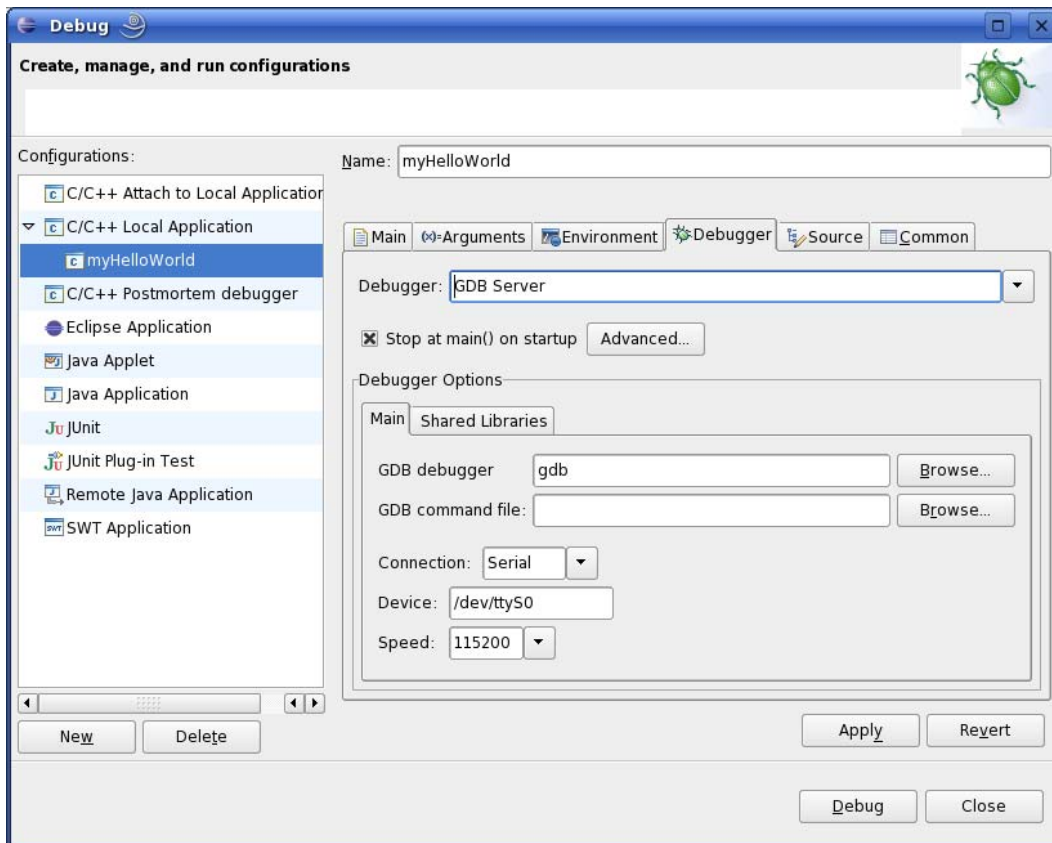 Debug
Create, manage, and run configurations
Configurations:
C/C++ Attach to Local Application
C/C++ Local Application
myHelloWorld
C/C++ Postmortem debugger
Eclipse Application
Java Applet
Java Application
JUnit
JUnit Plug-in Test
Remote Java Application
SWT Application
New Delete
Name: myHelloWorld
Main (x)=Arguments Environment Debugger Source Common
Debugger: GDB Server
Stop at main() on startup Advanced...
Debugger Options
Main Shared Libraries
GDB debugger gdb Browse...
GDB command file: Browse...
Connection: Serial
Device: /dev/ttyS0
Speed: 115200
Apply Revert
Debug Close